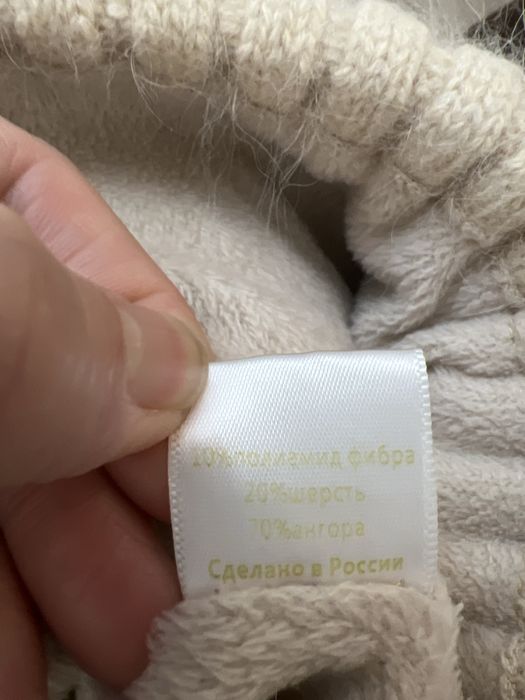 10%полиамид фибра
20%шерсть
70%ангора
Сделано в России